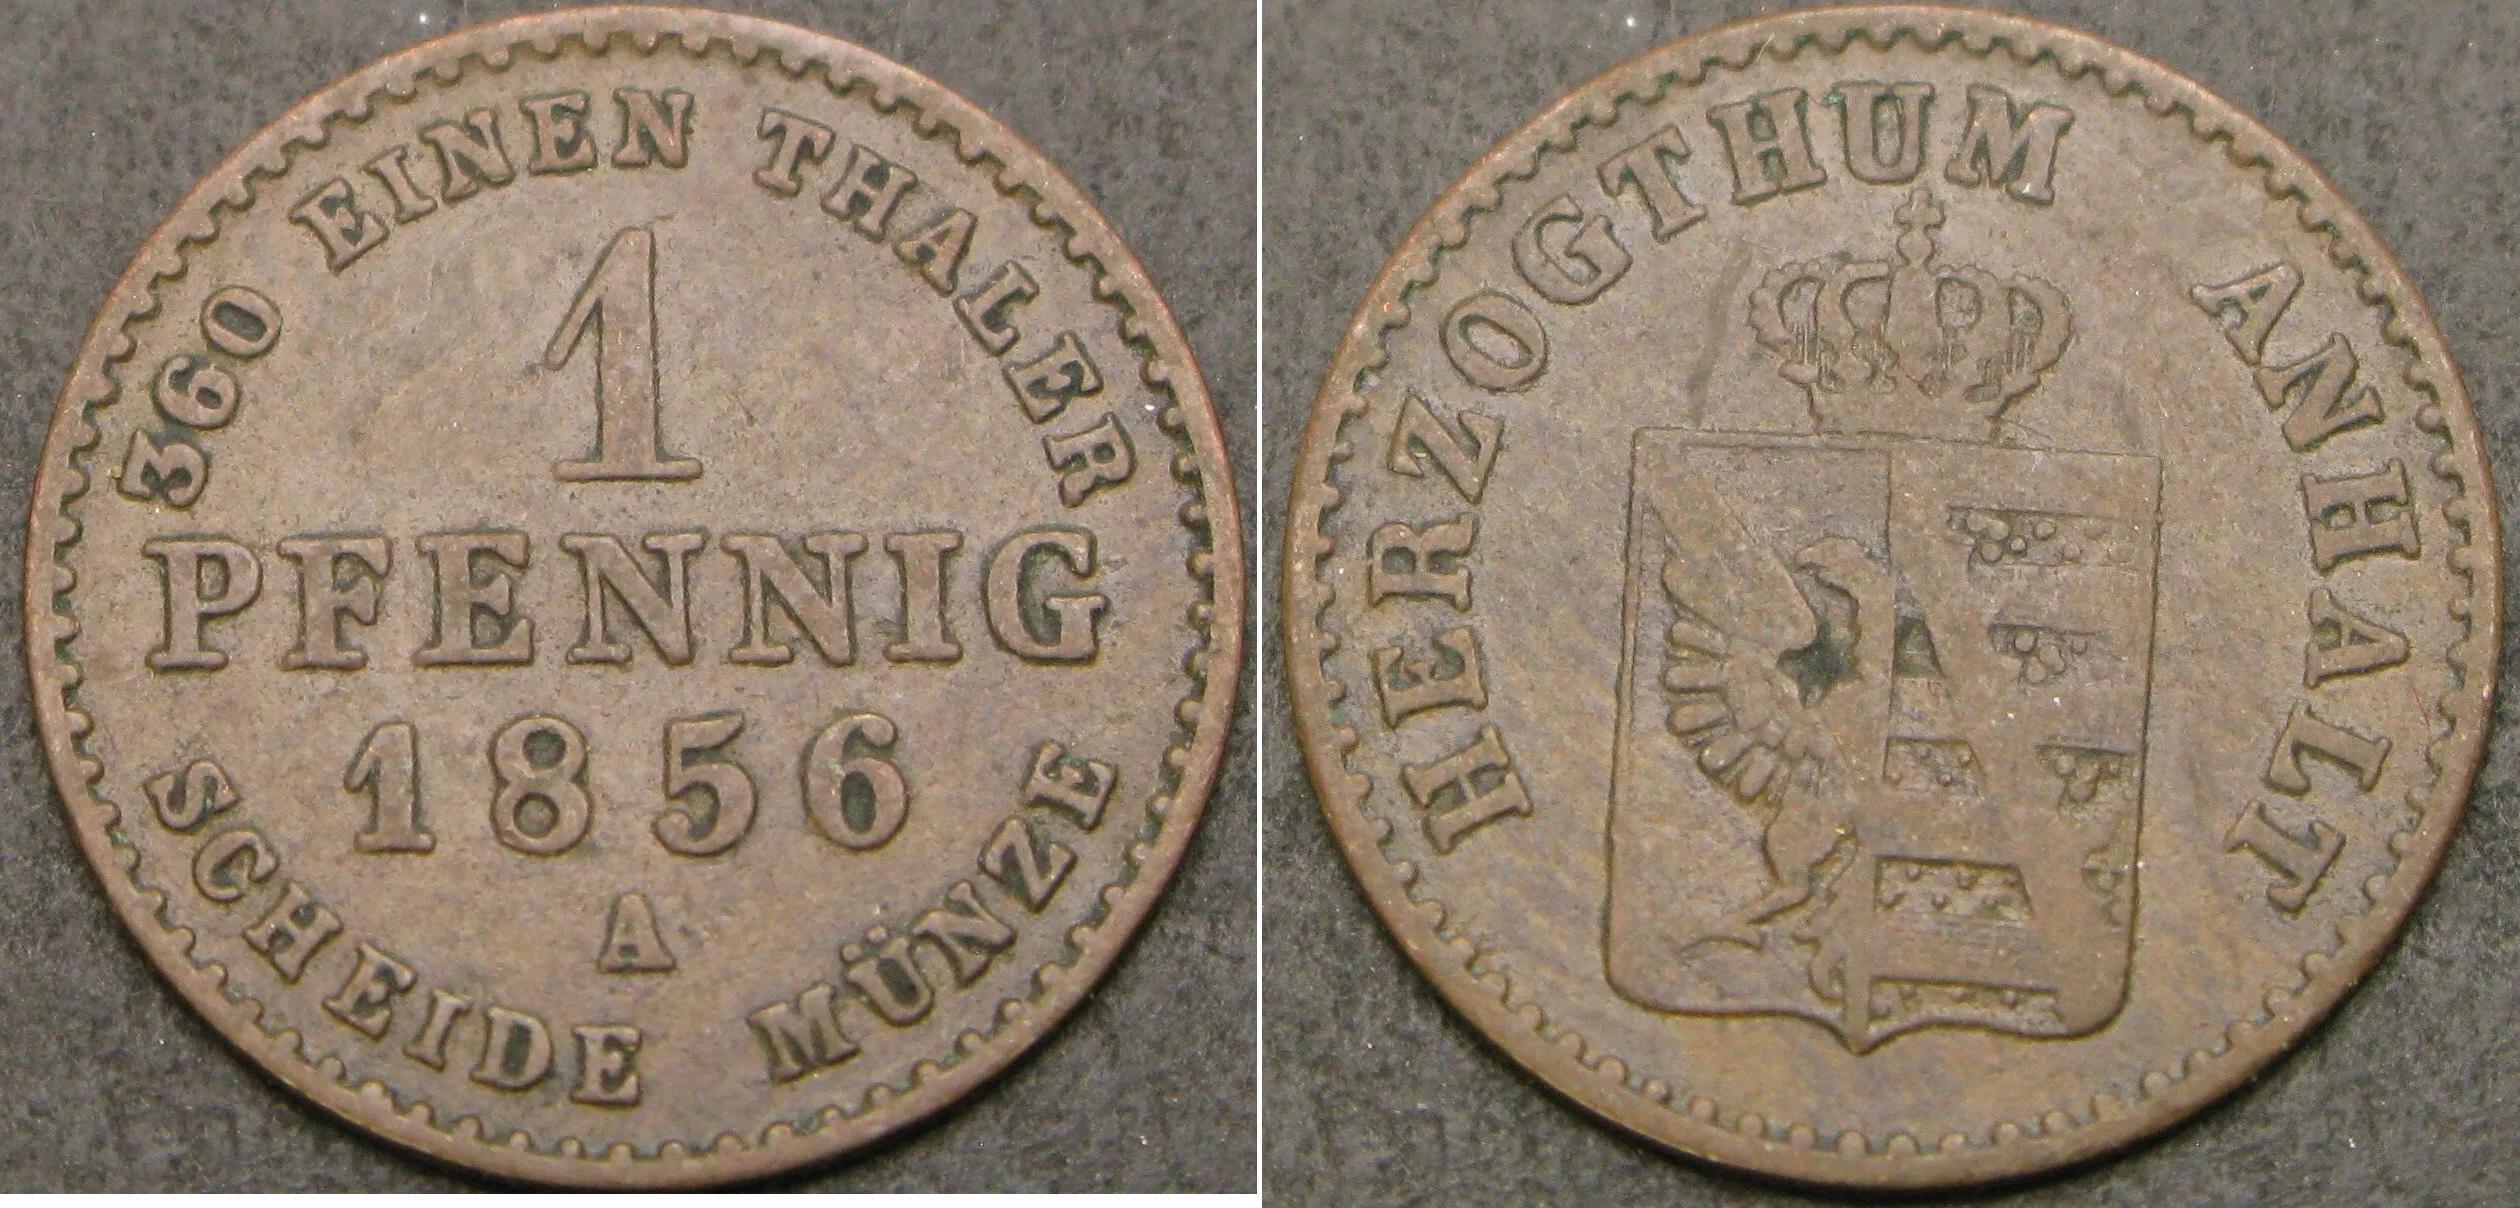 360 EINEN THALER
1
PFENNIG
1856
A
SCHEIDE MÜNZE
HERZOGTHUM ANHALT